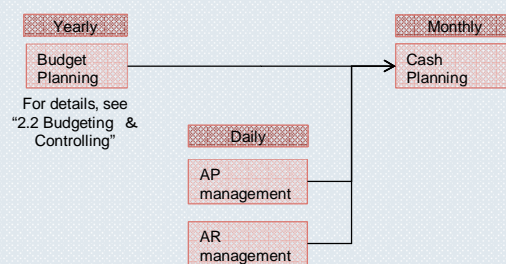 Yearly
Monthly
Budget
Planning
Cash
Planning
For details, see
“2.2 Budgeting &
Controlling”
Daily
AP
management
AR
management